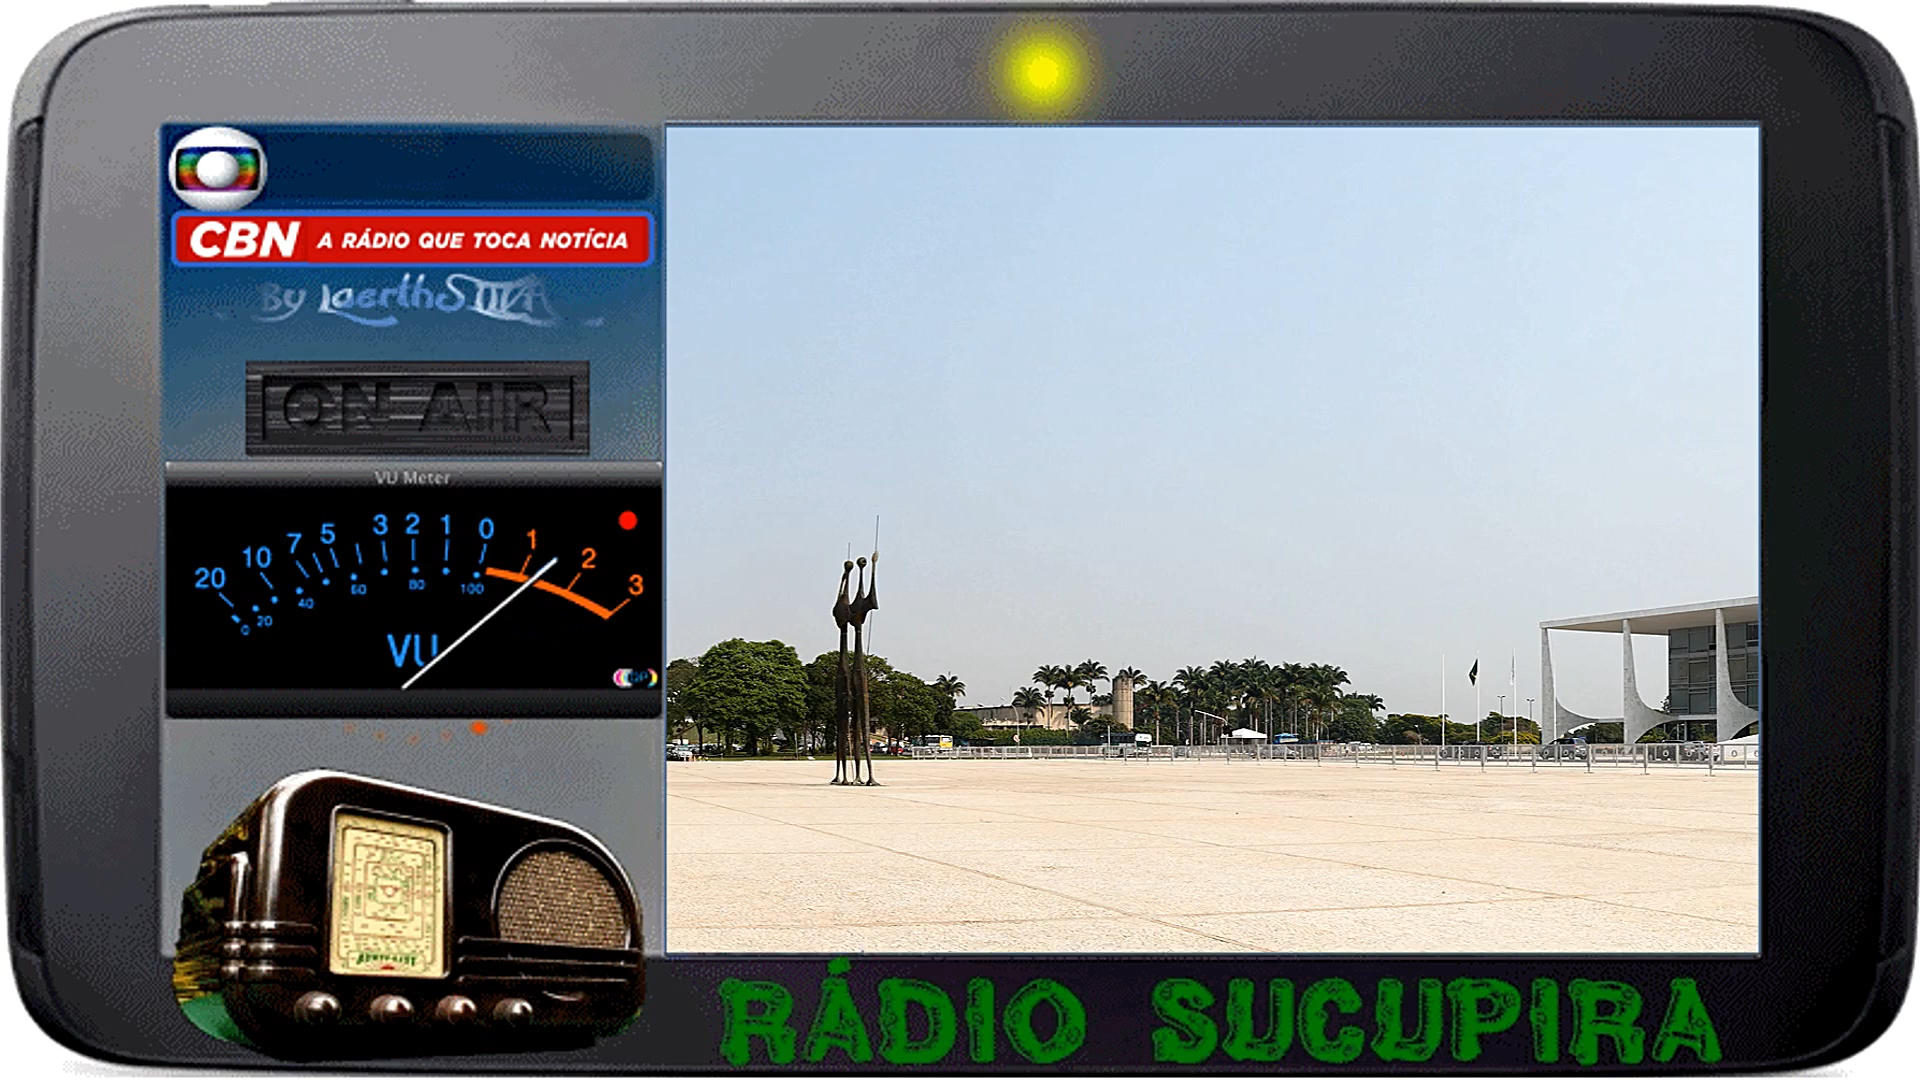 CBN A RÁDIO QUE TOCA NOTÍCIA
By LaerthSilva
ON AIR
VU Meter
20 10 7 5 3 2 1 0 1 2 3
0 20 40 60 80 100
VU
RÁDIO SUCUPIRA